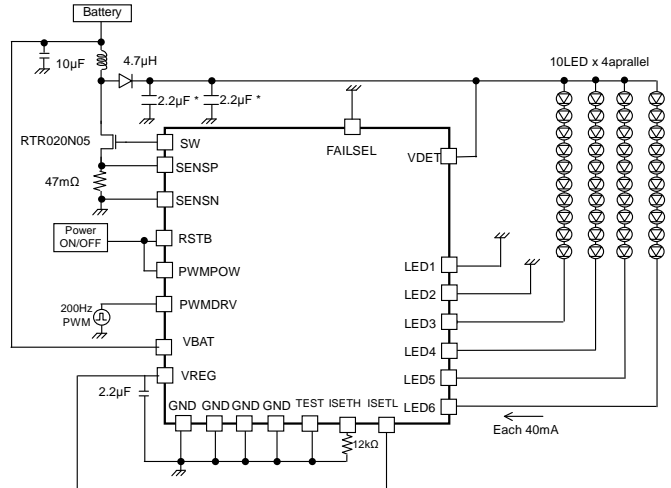 Battery
10μF
4.7μH
10LED x 4aprallel
2.2μF *
2.2μF *
RTR020N05
SW
FAILSEL
VDET
SENSP
47mΩ
SENSN
Power
ON/OFF
RSTB
PWMPOW
LED1
LED2
200Hz
PWM
PWMDRV
LED3
VBAT
LED4
VREG
LED5
2.2μF
GND
GND
GND
GND
TEST
ISETH
ISETL
LED6
12kΩ
Each 40mA